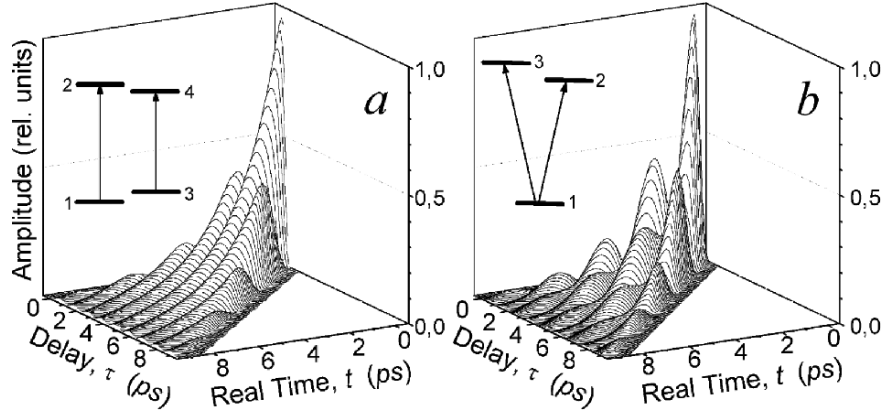 a
2
4
1
3
Amplitude (rel. units)
1,0
0,5
0,0
0 2 4 6 8
Delay, τ (ps)
8 6 4 2 0
Real Time, t (ps)
b
3
2
1
1,0
0,5
0,0
0 2 4 6 8
Delay, τ (ps)
8 6 4 2 0
Real Time, t (ps)